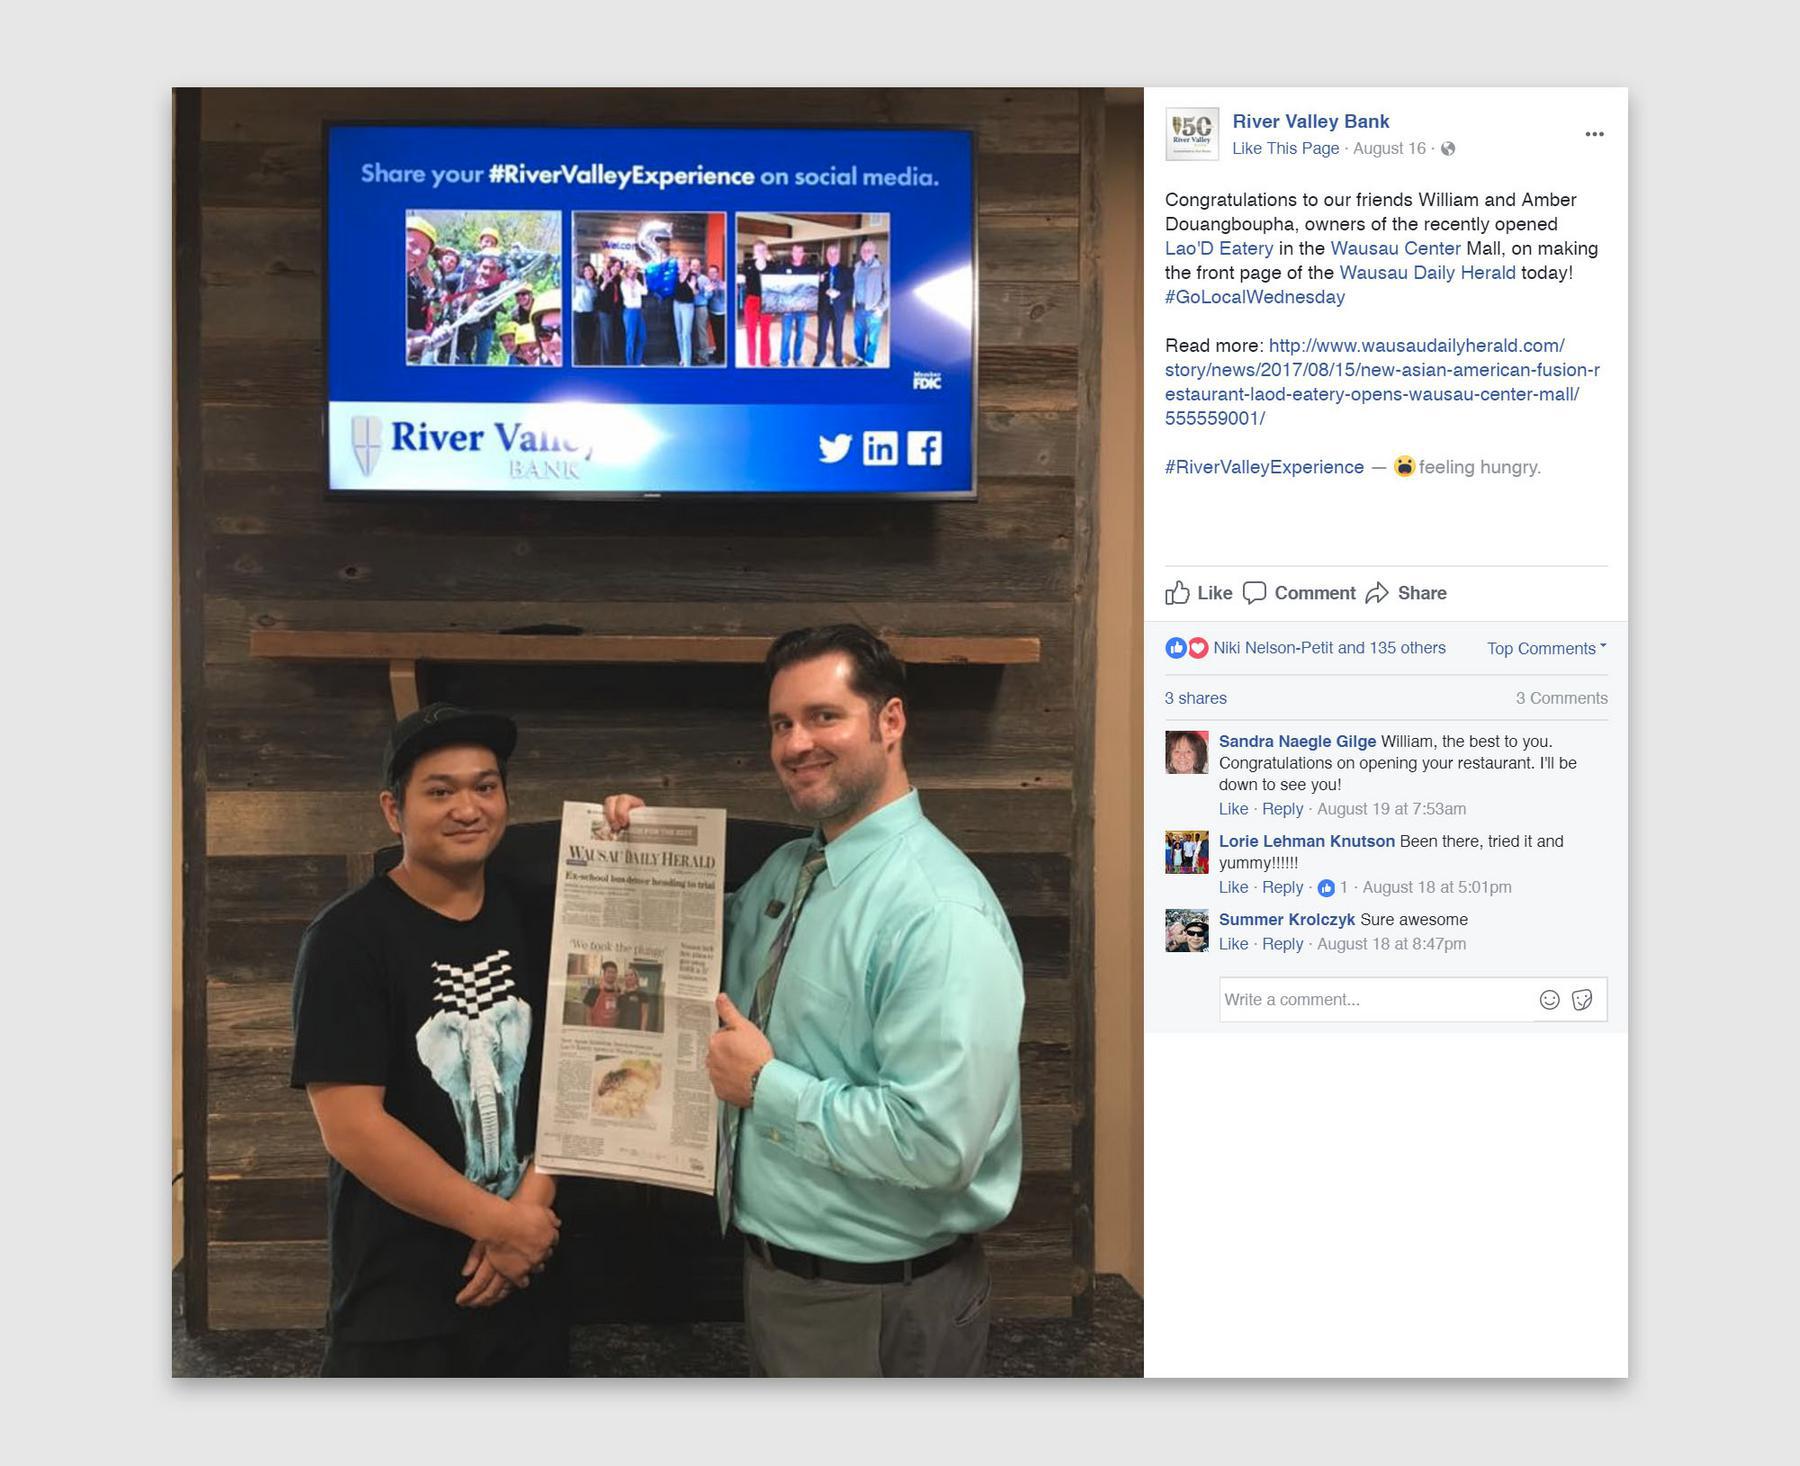 Share your #RiverValleyExperience on social media.
Welcome
Member
FDIC
River Valley
BANK
WAUSAU DAILY HERALD
Ex-school bus driver heading to trial
'We took the plunge'
150
River Valley
River Valley Bank
Like This Page · August 16 ·
Congratulations to our friends William and Amber
Douangboupha, owners of the recently opened
Lao'D Eatery in the Wausau Center Mall, on making
the front page of the Wausau Daily Herald today!
#GoLocalWednesday
Read more: http://www.wausaudailyherald.com/
story/news/2017/08/15/new-asian-american-fusion-r
estaurant-laod-eatery-opens-wausau-center-mall/
555559001/
#RiverValleyExperience — feeling hungry.
Like Comment Share
Niki Nelson-Petit and 135 others Top Comments
3 shares 3 Comments
Sandra Naegle Gilge William, the best to you.
Congratulations on opening your restaurant. I'll be
down to see you!
Like · Reply · August 19 at 7:53am
Lorie Lehman Knutson Been there, tried it and
yummy!!!!!!
Like · Reply · 1 · August 18 at 5:01pm
Summer Krolczyk Sure awesome
Like · Reply · August 18 at 8:47pm
Write a comment...